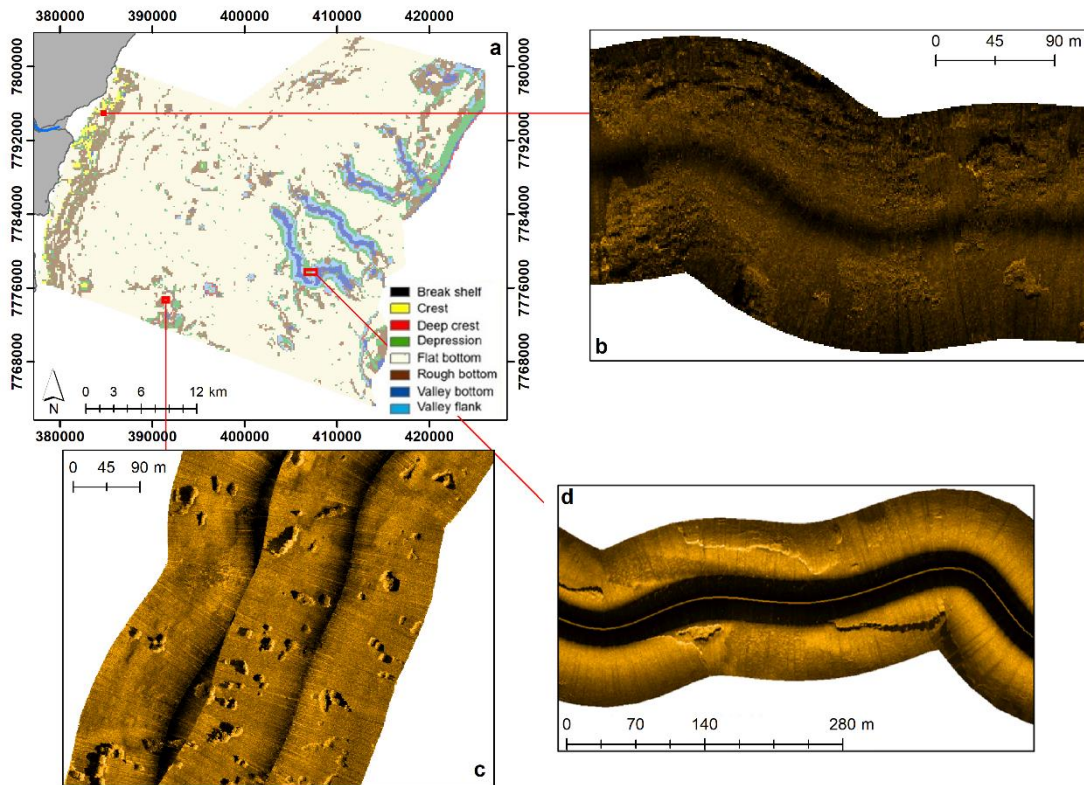 380000 390000 400000 410000 420000
a
7800000
7792000
7784000
7776000
7768000
7800000
7792000
7784000
7776000
7768000
Break shelf
Crest
Deep crest
Depression
Flat bottom
Rough bottom
Valley bottom
Valley flank
N
0 3 6 12 km
380000 390000 400000 410000 420000
0 45 90 m
b
0 45 90 m
c
d
0 70 140 280 m